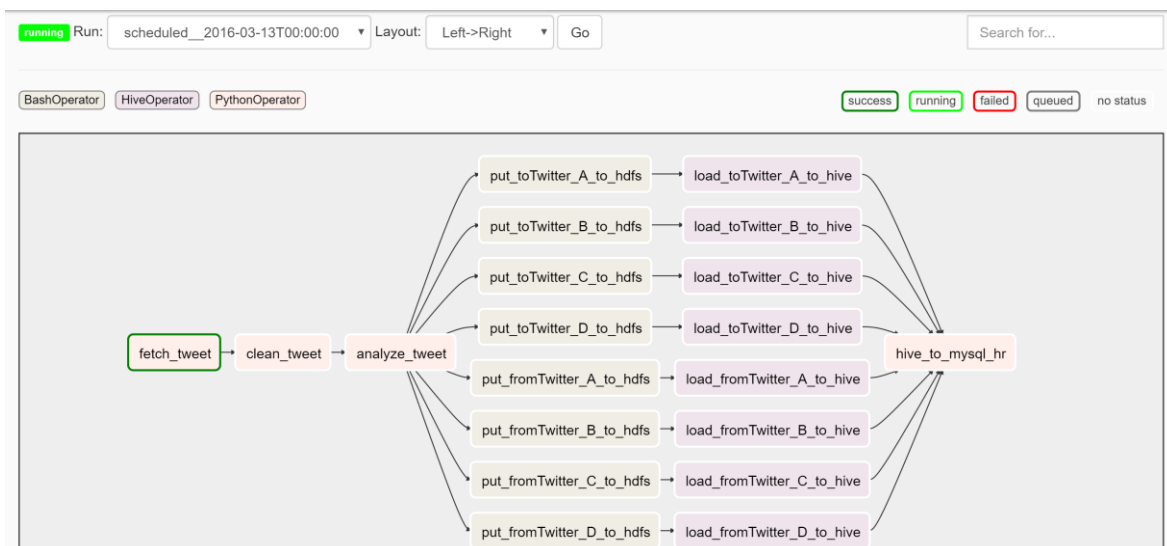 running Run: scheduled__2016-03-13T00:00:00 Layout: Left->Right Go Search for...
BashOperator HiveOperator PythonOperator success running failed queued no status
put_toTwitter_A_to_hdfs load_toTwitter_A_to_hive
put_toTwitter_B_to_hdfs load_toTwitter_B_to_hive
put_toTwitter_C_to_hdfs load_toTwitter_C_to_hive
put_toTwitter_D_to_hdfs load_toTwitter_D_to_hive
fetch_tweet clean_tweet analyze_tweet hive_to_mysql_hr
put_fromTwitter_A_to_hdfs load_fromTwitter_A_to_hive
put_fromTwitter_B_to_hdfs load_fromTwitter_B_to_hive
put_fromTwitter_C_to_hdfs load_fromTwitter_C_to_hive
put_fromTwitter_D_to_hdfs load_fromTwitter_D_to_hive